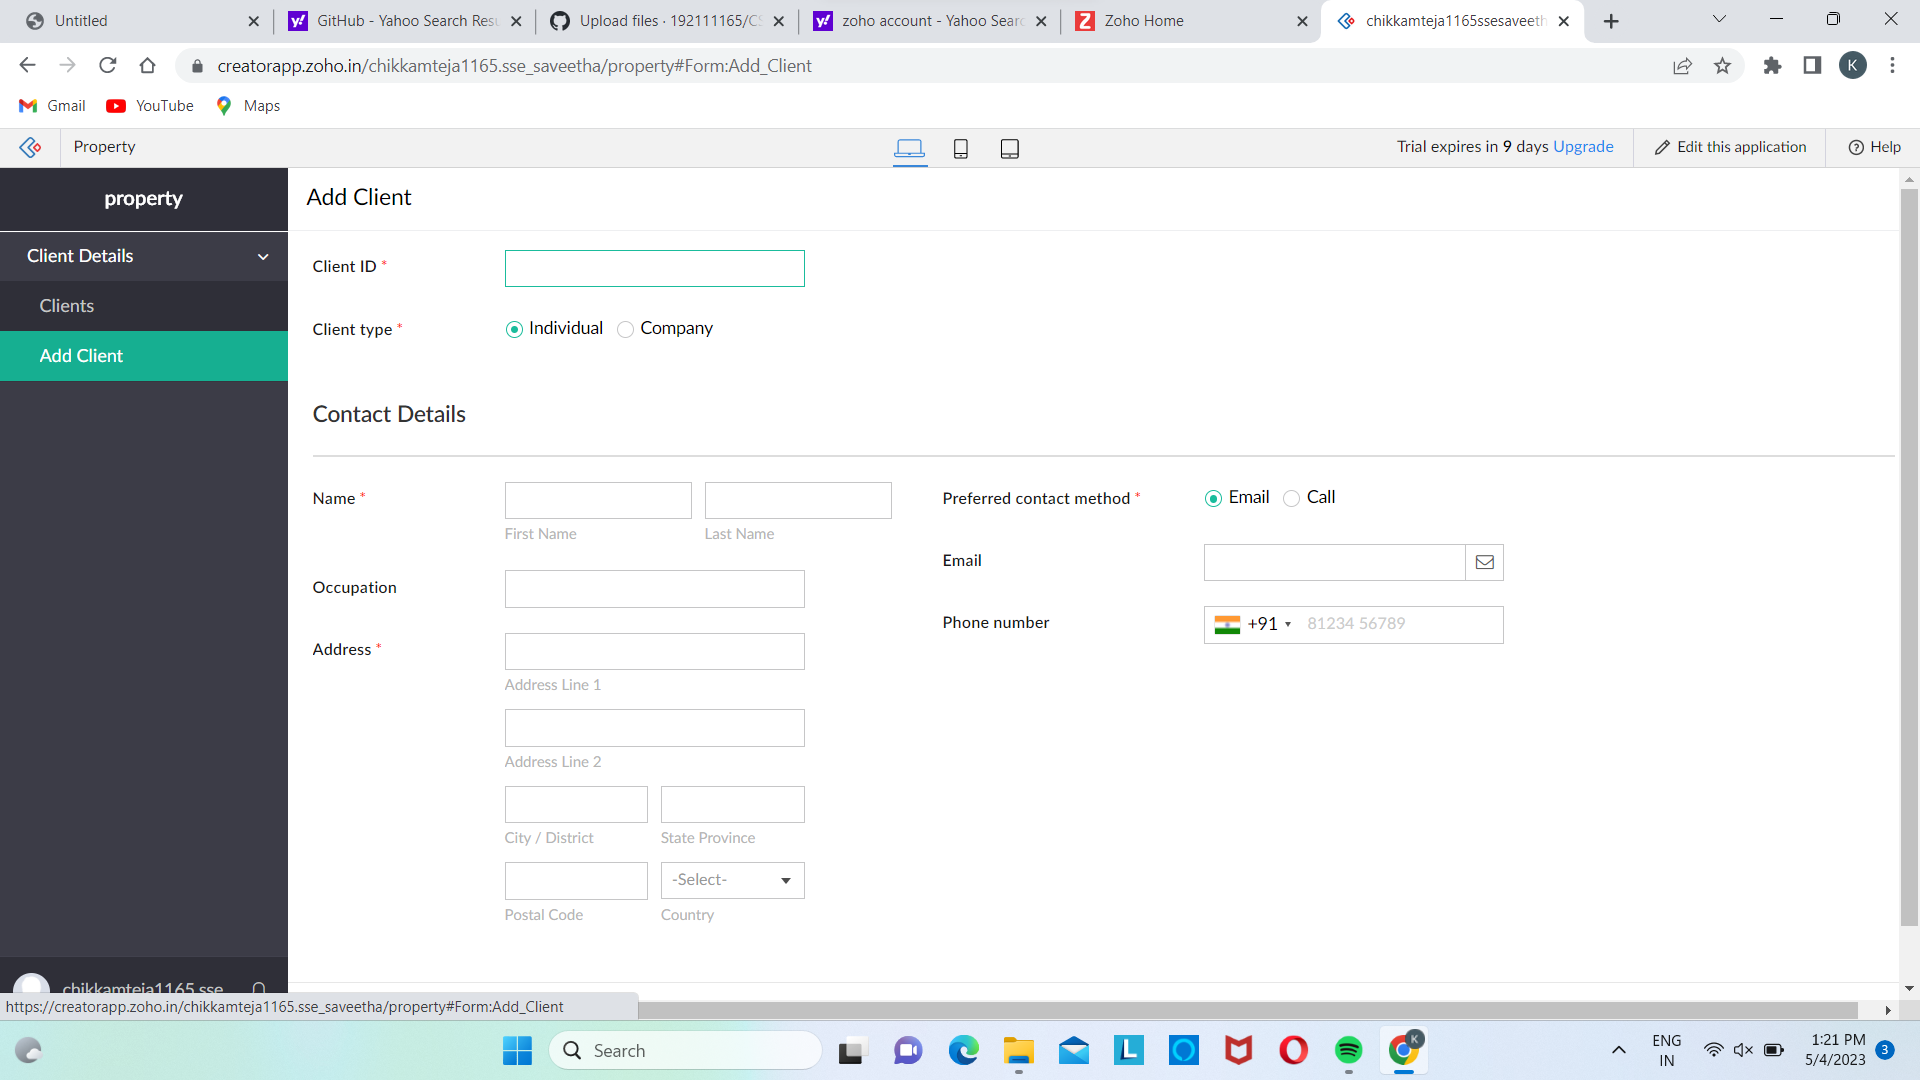 Untitled
GitHub - Yahoo Search Resu
Upload files · 192111165/CS
zoho account - Yahoo Searc
Zoho Home
chikkamteja1165ssesaveeth
creatorapp.zoho.in/chikkamteja1165.sse_saveetha/property#Form:Add_Client
K
Gmail
YouTube
Maps
Property
Trial expires in 9 days Upgrade
Edit this application
Help
property
Add Client
Client Details
Clients
Add Client
Client ID *
Client type *
Individual
Company
Contact Details
Name *
First Name
Last Name
Preferred contact method *
Email
Call
Email
Occupation
Phone number
+91
81234 56789
Address *
Address Line 1
Address Line 2
City / District
State Province
-Select-
Postal Code
Country
chikkamteja1165.sse
https://creatorapp.zoho.in/chikkamteja1165.sse_saveetha/property#Form:Add_Client
Search
K
ENG
IN
1:21 PM
5/4/2023
3